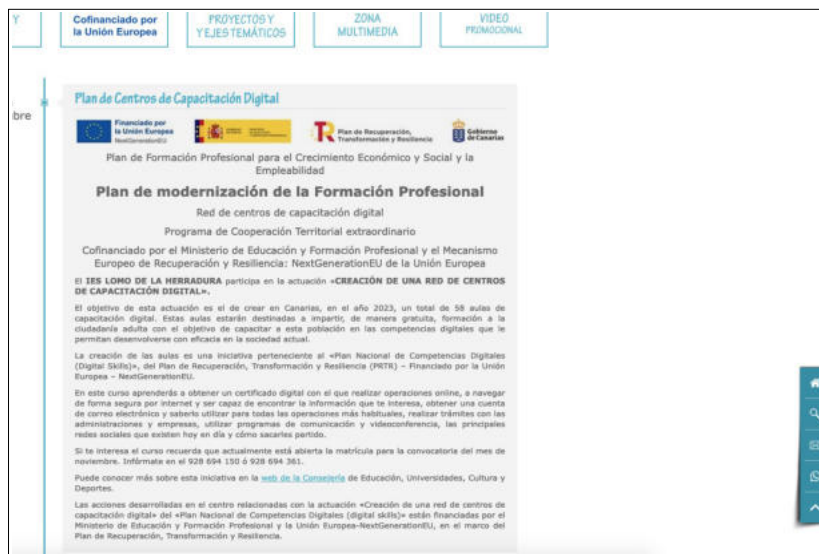 Y
Cofinanciado por
la Unión Europea
PROYECTOS Y
Y EJES TEMÁTICOS
ZONA
MULTIMEDIA
VIDEO
PROMOCIONAL
bre
Plan de Centros de Capacitación Digital
Financiado por
la Unión Europea
NextGenerationEU
Plan de Recuperación,
Transformación y Resiliencia
Gobierno
de Canarias
Plan de Formación Profesional para el Crecimiento Económico y Social y la
Empleabilidad
Plan de modernización de la Formación Profesional
Red de centros de capacitación digital
Programa de Cooperación Territorial extraordinario
Cofinanciado por el Ministerio de Educación y Formación Profesional y el Mecanismo
Europeo de Recuperación y Resiliencia: NextGenerationEU de la Unión Europea
El IES LOMO DE LA HERRADURA participa en la actuación «CREACIÓN DE UNA RED DE CENTROS
DE CAPACITACIÓN DIGITAL».
El objetivo de esta actuación es el de crear en Canarias, en el año 2023, un total de 58 aulas de
capacitación digital. Estas aulas estarán destinadas a impartir, de manera gratuita, formación a la
ciudadanía adulta con el objetivo de capacitar a esta población en las competencias digitales que le
permitan desenvolverse con eficacia en la sociedad actual.
La creación de las aulas es una iniciativa perteneciente al «Plan Nacional de Competencias Digitales
(Digital Skills)», del Plan de Recuperación, Transformación y Resiliencia (PRTR) – Financiado por la Unión
Europea – NextGenerationEU.
En este curso aprenderás a obtener un certificado digital con el que realizar operaciones online, a navegar
de forma segura por internet y ser capaz de encontrar la información que te interesa, obtener una cuenta
de correo electrónico y saberlo utilizar para todas las operaciones más habituales, realizar trámites con las
administraciones y empresas, utilizar programas de comunicación y videoconferencia, las principales
redes sociales que existen hoy en día y cómo sacarles partido.
Si te interesa el curso recuerda que actualmente está abierta la matrícula para la convocatoria del mes de
noviembre. Infórmate en el 928 694 150 ó 928 694 361.
Puede conocer más sobre esta iniciativa en la web de la Consejería de Educación, Universidades, Cultura y
Deportes.
Las acciones desarrolladas en el centro relacionadas con la actuación «Creación de una red de centros de
capacitación digital» del «Plan Nacional de Competencias Digitales (digital skills)» están financiadas por el
Ministerio de Educación y Formación Profesional y la Unión Europea-NextGenerationEU, en el marco del
Plan de Recuperación, Transformación y Resiliencia.